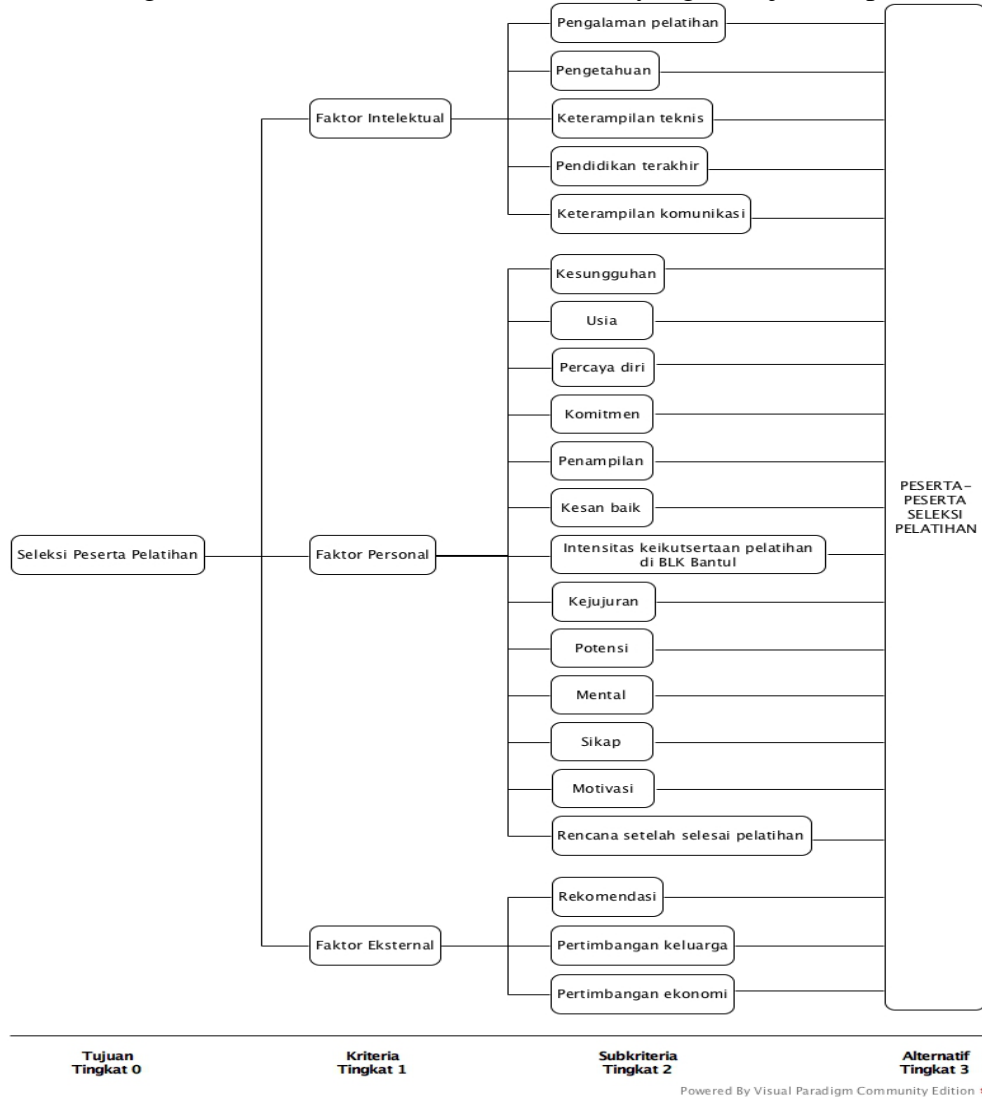 Pengalaman pelatihan
Pengetahuan
Faktor Intelektual
Keterampilan teknis
Pendidikan terakhir
Keterampilan komunikasi
Kesungguhan
Usia
Percaya diri
Komitmen
Penampilan
Kesan baik
Seleksi Peserta Pelatihan
Faktor Personal
Intensitas keikutsertaan pelatihan
di BLK Bantul
Kejujuran
Potensi
Mental
Sikap
Motivasi
Rencana setelah selesai pelatihan
Rekomendasi
Faktor Eksternal
Pertimbangan keluarga
Pertimbangan ekonomi
PESERTA-
PESERTA
SELEKSI
PELATIHAN
Tujuan
Tingkat 0
Kriteria
Tingkat 1
Subkriteria
Tingkat 2
Alternatif
Tingkat 3
Powered By Visual Paradigm Community Edition